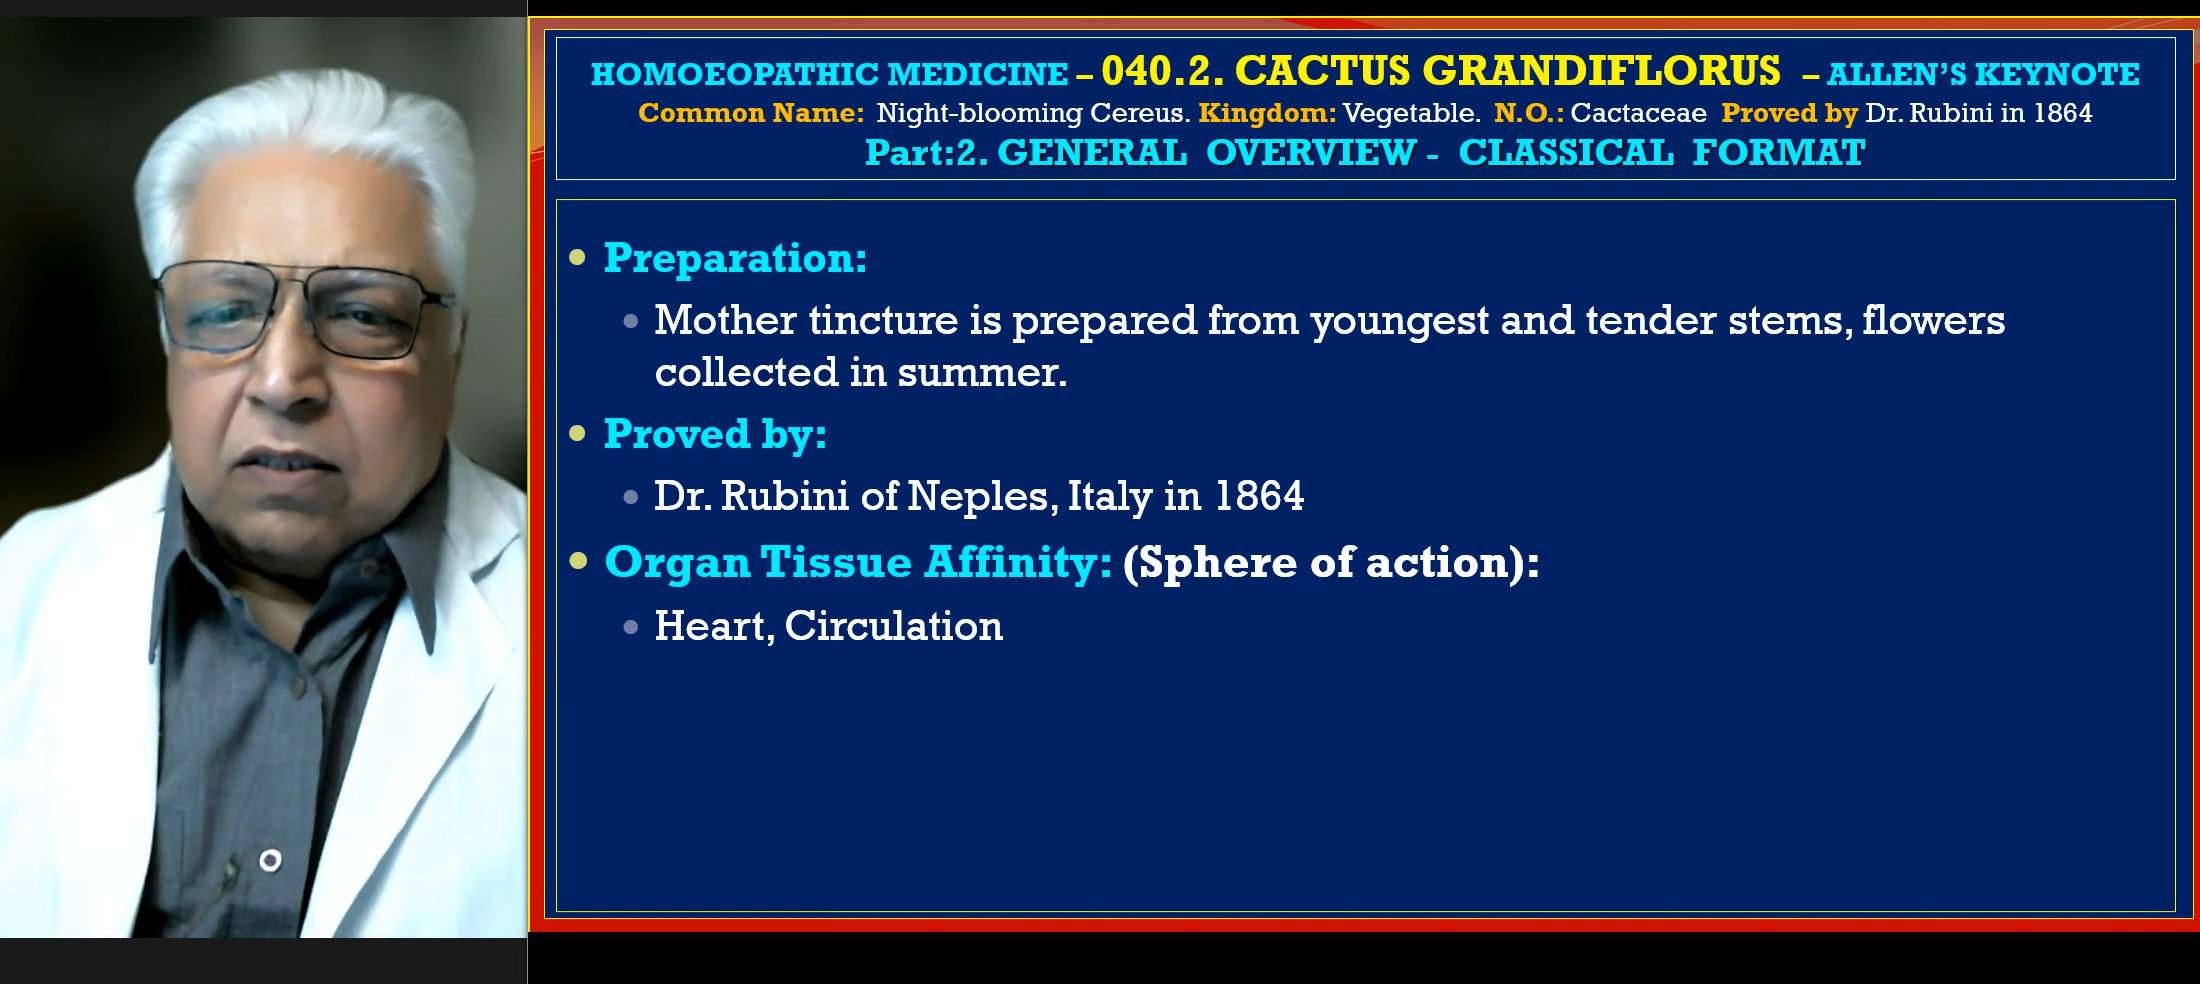 HOMOEOPATHIC MEDICINE – 040.2. CACTUS GRANDIFLORUS – ALLEN’S KEYNOTE
Common Name: Night-blooming Cereus. Kingdom: Vegetable. N.O.: Cactaceae Proved by Dr. Rubini in 1864
Part:2. GENERAL OVERVIEW - CLASSICAL FORMAT
• Preparation:
• Mother tincture is prepared from youngest and tender stems, flowers
collected in summer.
• Proved by:
• Dr. Rubini of Neples, Italy in 1864
• Organ Tissue Affinity: (Sphere of action):
• Heart, Circulation